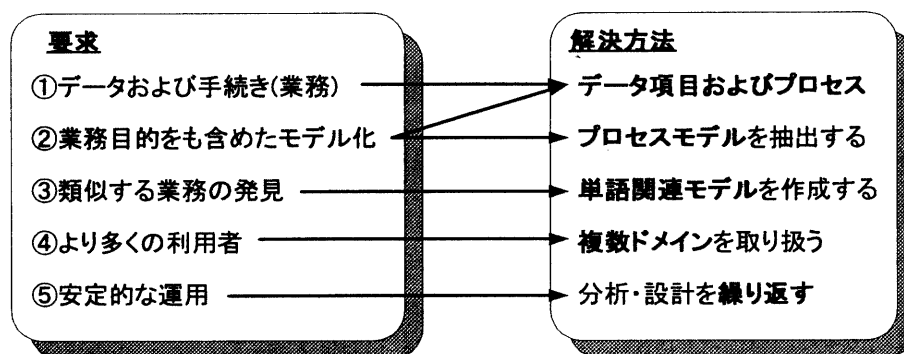 要求
①データおよび手続き(業務)
②業務目的をも含めたモデル化
③類似する業務の発見
④より多くの利用者
⑤安定的な運用
解決方法
データ項目およびプロセス
プロセスモデルを抽出する
単語関連モデルを作成する
複数ドメインを取り扱う
分析・設計を繰り返す